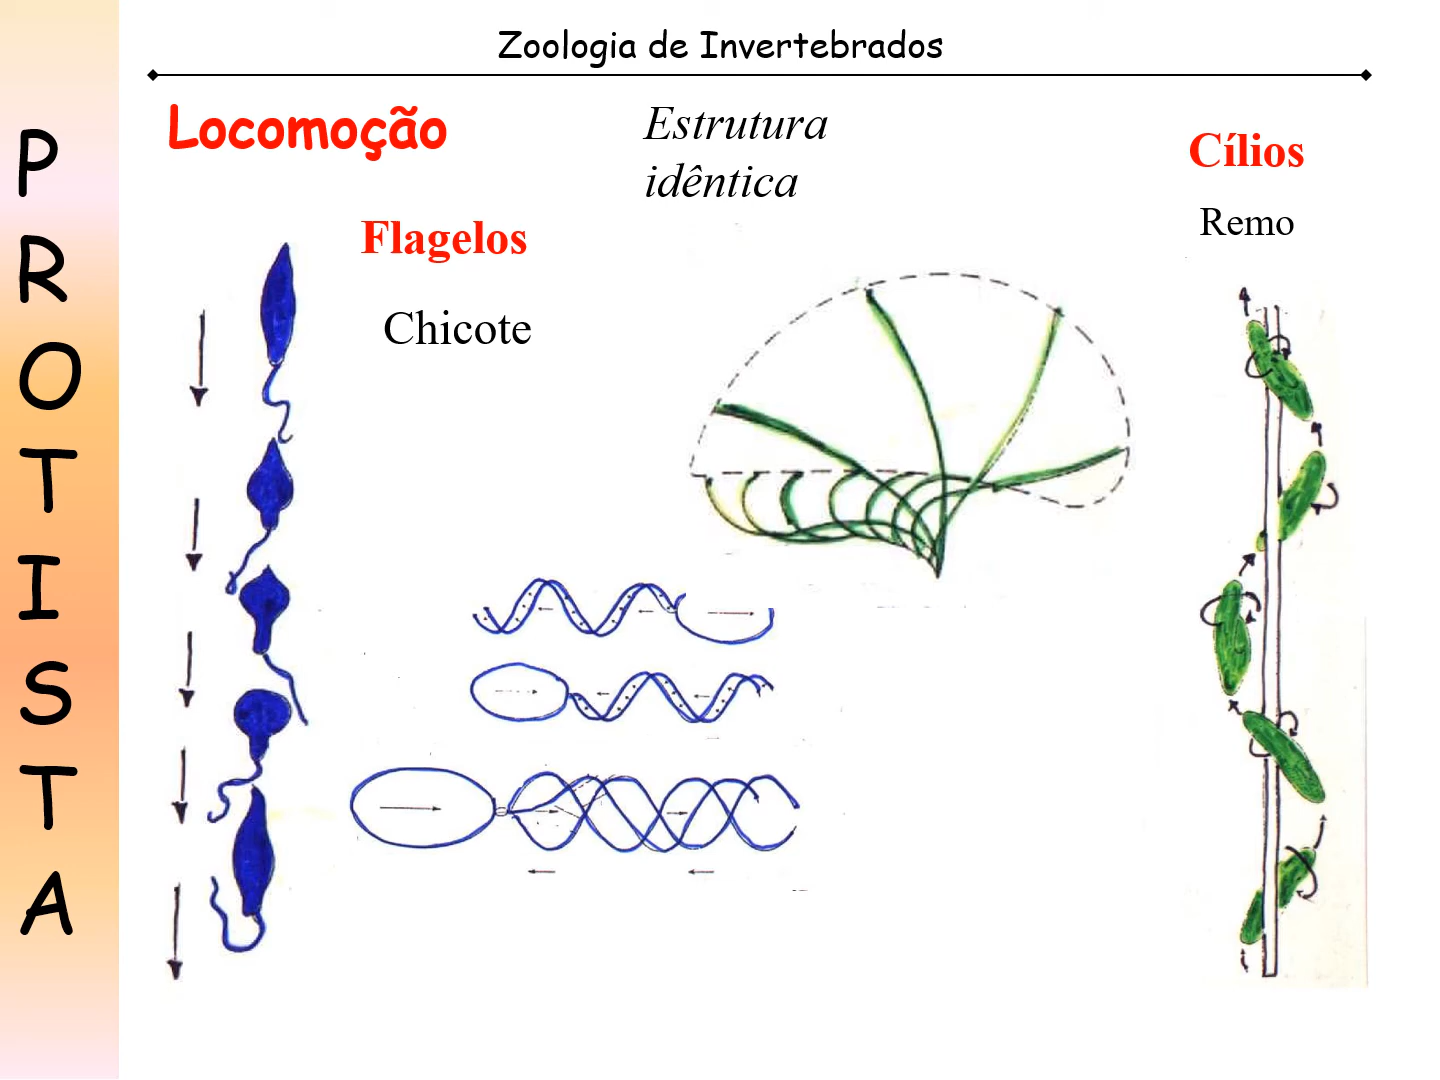 Zoologia de Invertebrados
P
R
O
T
I
S
T
A
Locomoção
Estrutura
idêntica
Cílios
Remo
Flagelos
Chicote